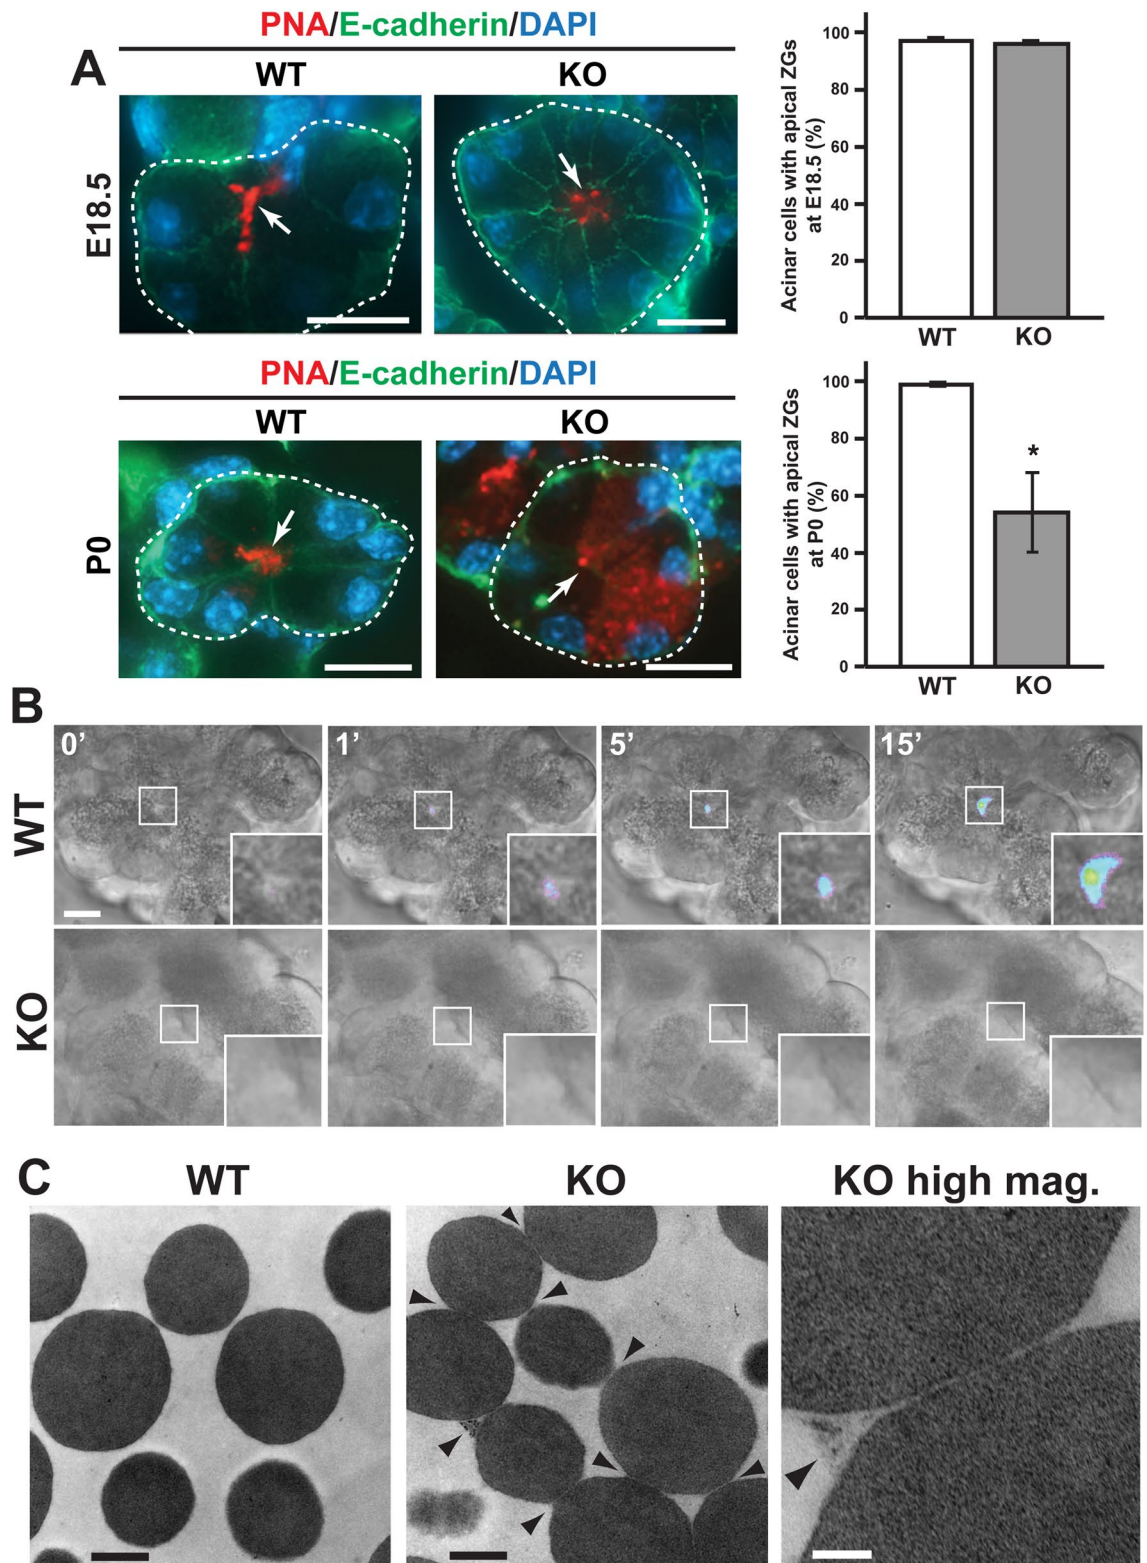 PNA/E-cadherin/DAPI
A
WT
KO
E18.5
Acinar cells with apical ZGs
at E18.5 (%)
100
80
60
40
20
0
WT
KO
PNA/E-cadherin/DAPI
WT
KO
P0
Acinar cells with apical ZGs
at P0 (%)
100
80
60
40
20
0
*
WT
KO
B
0’
1’
5’
15’
WT
KO
C
WT
KO
KO high mag.